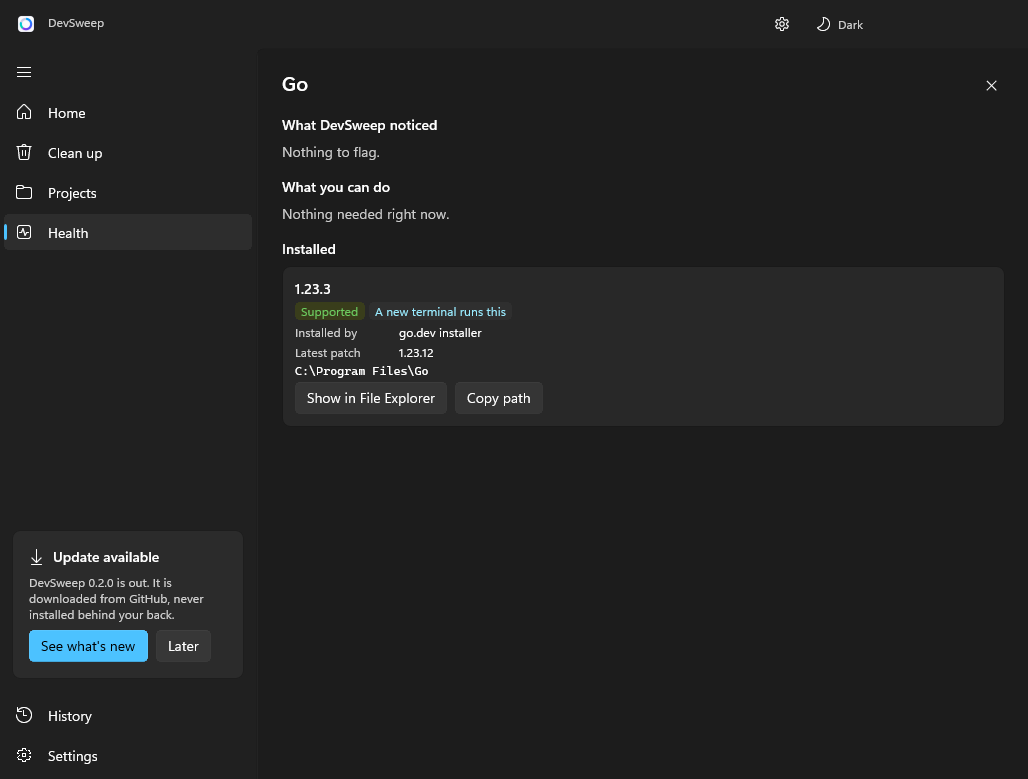 DevSweep
Dark
Home
Clean up
Projects
Health
Go
What DevSweep noticed
Nothing to flag.
What you can do
Nothing needed right now.
Installed
1.23.3
Supported
A new terminal runs this
Installed by
go.dev installer
Latest patch
1.23.12
C:\Program Files\Go
Show in File Explorer
Copy path
Update available
DevSweep 0.2.0 is out. It is
downloaded from GitHub, never
installed behind your back.
See what's new
Later
History
Settings